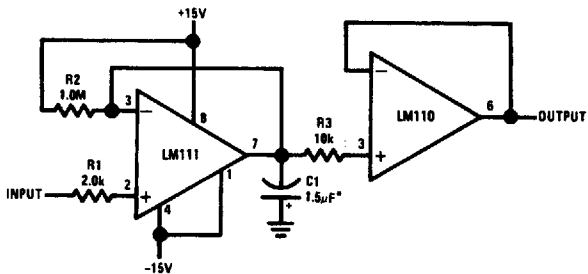 +15V
R2
1.0M
3
−
8
LM111
7
R1
2.0k
INPUT
2
+
4
1
−15V
R3
10k
C1
1.5μF*
+
3
−
+
LM110
6
OUTPUT